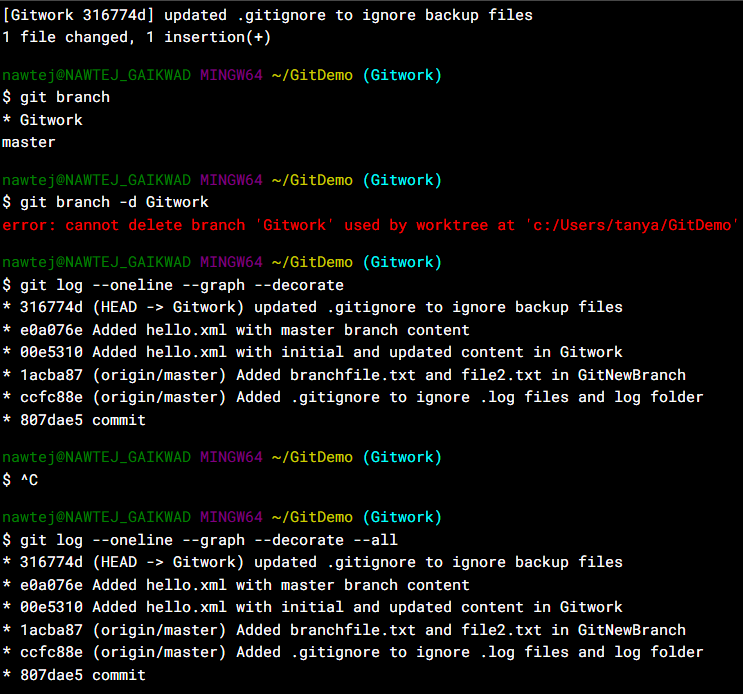 [Gitwork 316774d] updated .gitignore to ignore backup files
1 file changed, 1 insertion(+)
nawtej@NAWTEJ_GAIKWAD MINGW64 ~/GitDemo (Gitwork)
$ git branch
* Gitwork
master
nawtej@NAWTEJ_GAIKWAD MINGW64 ~/GitDemo (Gitwork)
$ git branch -d Gitwork
error: cannot delete branch 'Gitwork' used by worktree at 'c:/Users/tanya/GitDemo'
nawtej@NAWTEJ_GAIKWAD MINGW64 ~/GitDemo (Gitwork)
$ git log --oneline --graph --decorate
* 316774d (HEAD -> Gitwork) updated .gitignore to ignore backup files
* e0a076e Added hello.xml with master branch content
* 00e5310 Added hello.xml with initial and updated content in Gitwork
* 1acba87 (origin/master) Added branchfile.txt and file2.txt in GitNewBranch
* ccfc88e (origin/master) Added .gitignore to ignore .log files and log folder
* 807dae5 commit
nawtej@NAWTEJ_GAIKWAD MINGW64 ~/GitDemo (Gitwork)
$ ^C
nawtej@NAWTEJ_GAIKWAD MINGW64 ~/GitDemo (Gitwork)
$ git log --oneline --graph --decorate --all
* 316774d (HEAD -> Gitwork) updated .gitignore to ignore backup files
* e0a076e Added hello.xml with master branch content
* 00e5310 Added hello.xml with initial and updated content in Gitwork
* 1acba87 (origin/master) Added branchfile.txt and file2.txt in GitNewBranch
* ccfc88e (origin/master) Added .gitignore to ignore .log files and log folder
* 807dae5 commit